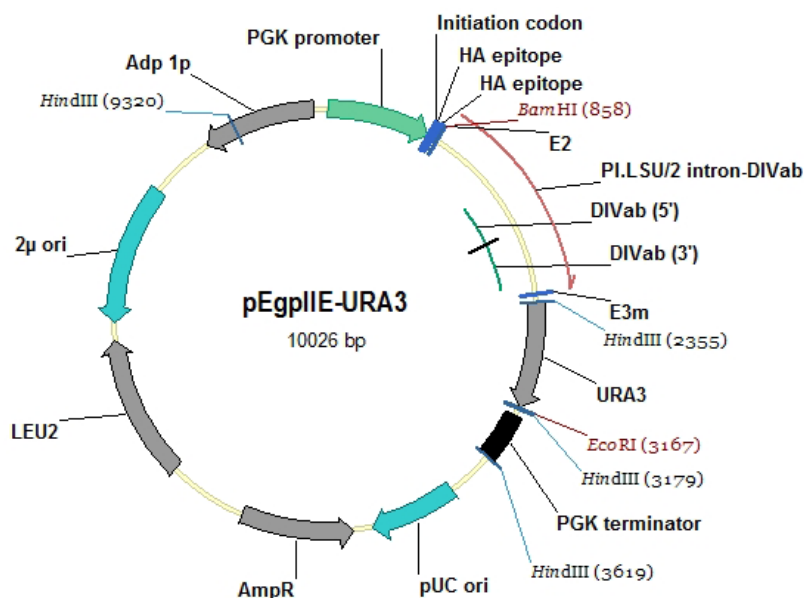 Initiation codon
PGK promoter
HA epitope
Adp 1p
HA epitope
HindIII (9320)
BamHI (858)
E2
PI.LSU/2 intron-DIVab
DIVab (5')
DIVab (3')
2µ ori
pEgpIIE-URA3
10026 bp
E3m
HindIII (2355)
URA3
LEU2
EcoRI (3167)
HindIII (3179)
PGK terminator
HindIII (3619)
AmpR
pUC ori